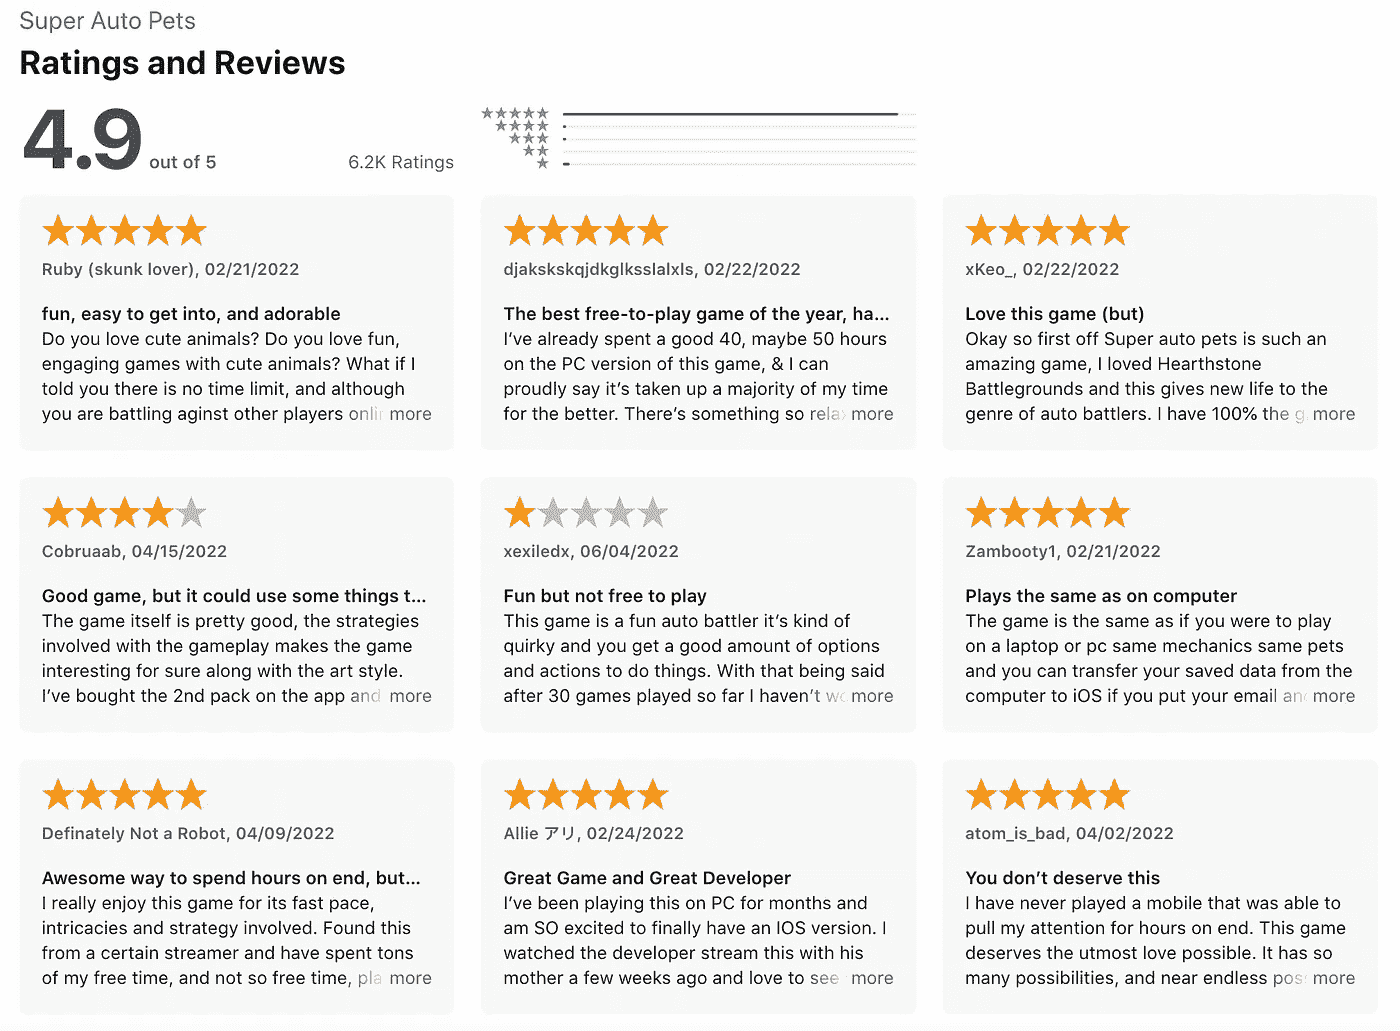 Super Auto Pets
Ratings and Reviews
4.9 out of 5
6.2K Ratings
Ruby (skunk lover), 02/21/2022
fun, easy to get into, and adorable
Do you love cute animals? Do you love fun,
engaging games with cute animals? What if I
told you there is no time limit, and although
you are battling aginst other players more
djakskskqjdkglksslalxls, 02/22/2022
The best free-to-play game of the year, ha...
I've already spent a good 40, maybe 50 hours
on the PC version of this game, & I can
proudly say it's taken up a majority of my time
for the better. There's something so more
xKeo_, 02/22/2022
Love this game (but)
Okay so first off Super auto pets is such an
amazing game, I loved Hearthstone
Battlegrounds and this gives new life to the
genre of auto battlers. I have 100% the more
Cobruaab, 04/15/2022
Good game, but it could use some things t...
The game itself is pretty good, the strategies
involved with the gameplay makes the game
interesting for sure along with the art style.
I've bought the 2nd pack on the app and more
xexiledx, 06/04/2022
Fun but not free to play
This game is a fun auto battler it's kind of
quirky and you get a good amount of options
and actions to do things. With that being said
after 30 games played so far I haven't more
Zambooty1, 02/21/2022
Plays the same as on computer
The game is the same as if you were to play
on a laptop or pc same mechanics same pets
and you can transfer your saved data from the
computer to iOS if you put your email more
Definately Not a Robot, 04/09/2022
Awesome way to spend hours on end, but...
I really enjoy this game for its fast pace,
intricacies and strategy involved. Found this
from a certain streamer and have spent tons
of my free time, and not so free time, more
Allie アリ, 02/24/2022
Great Game and Great Developer
I've been playing this on PC for months and
am SO excited to finally have an IOS version. I
watched the developer stream this with his
mother a few weeks ago and love to see more
atom_is_bad, 04/02/2022
You don't deserve this
I have never played a mobile that was able to
pull my attention for hours on end. This game
deserves the utmost love possible. It has so
many possibilities, and near endless more